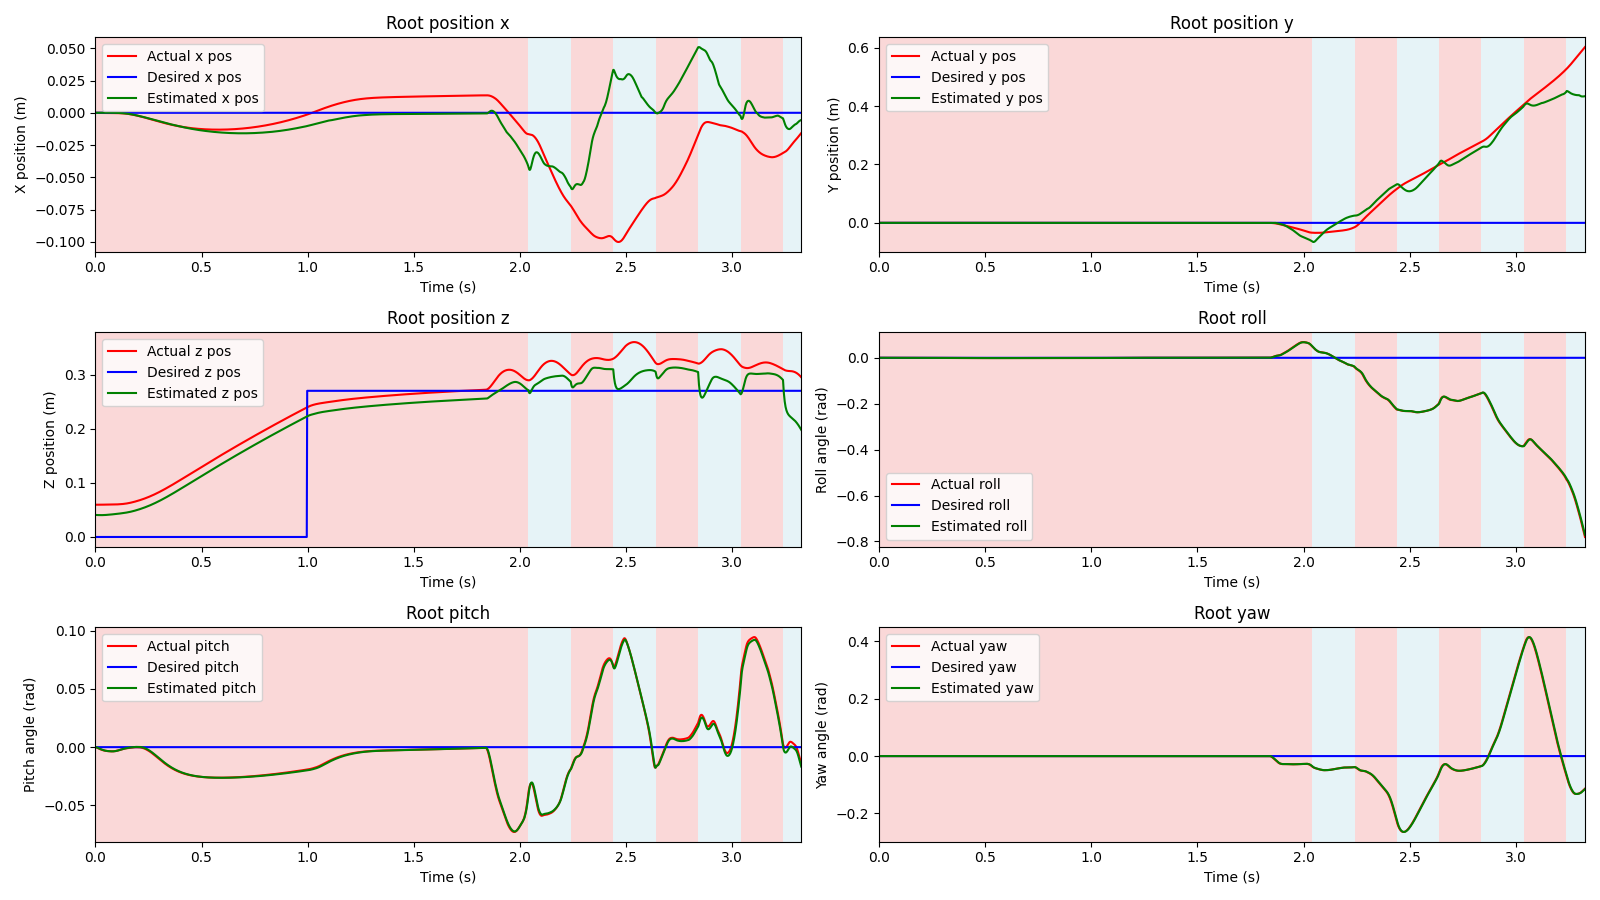 Root position x
Actual x pos
Desired x pos
Estimated x pos
X position (m)
0.050
0.025
0.000
−0.025
−0.050
−0.075
−0.100
0.0 0.5 1.0 1.5 2.0 2.5 3.0
Time (s)
Root position y
Actual y pos
Desired y pos
Estimated y pos
Y position (m)
0.6
0.4
0.2
0.0
0.0 0.5 1.0 1.5 2.0 2.5 3.0
Time (s)
Root position z
Actual z pos
Desired z pos
Estimated z pos
Z position (m)
0.3
0.2
0.1
0.0
0.0 0.5 1.0 1.5 2.0 2.5 3.0
Time (s)
Root roll
Actual roll
Desired roll
Estimated roll
Roll angle (rad)
0.0
−0.2
−0.4
−0.6
−0.8
0.0 0.5 1.0 1.5 2.0 2.5 3.0
Time (s)
Root pitch
Actual pitch
Desired pitch
Estimated pitch
Pitch angle (rad)
0.10
0.05
0.00
−0.05
0.0 0.5 1.0 1.5 2.0 2.5 3.0
Time (s)
Root yaw
Actual yaw
Desired yaw
Estimated yaw
Yaw angle (rad)
0.4
0.2
0.0
−0.2
0.0 0.5 1.0 1.5 2.0 2.5 3.0
Time (s)